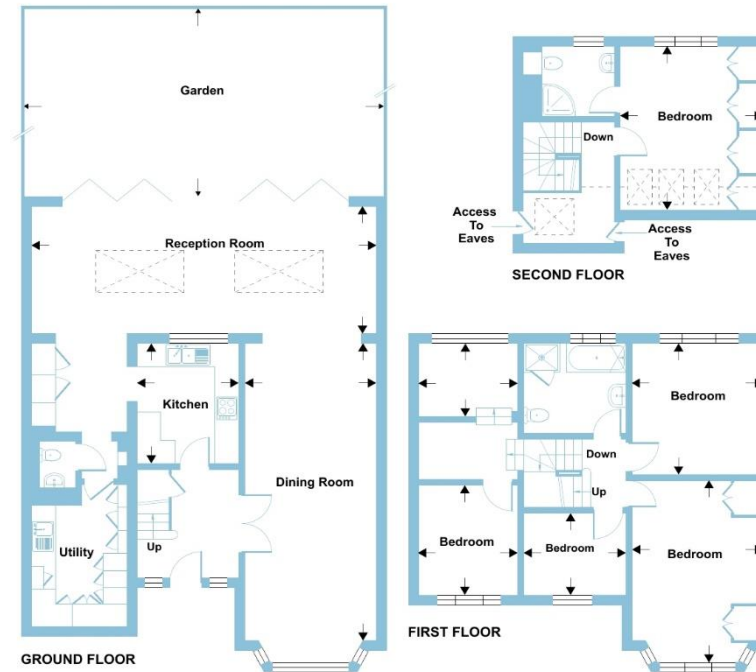 Garden
Reception Room
Kitchen
Dining Room
Utility
Up
GROUND FLOOR
Bedroom
Down
Access
To
Eaves
Access
To
Eaves
SECOND FLOOR
Bedroom
Down
Up
Bedroom
Bedroom
Bedroom
FIRST FLOOR